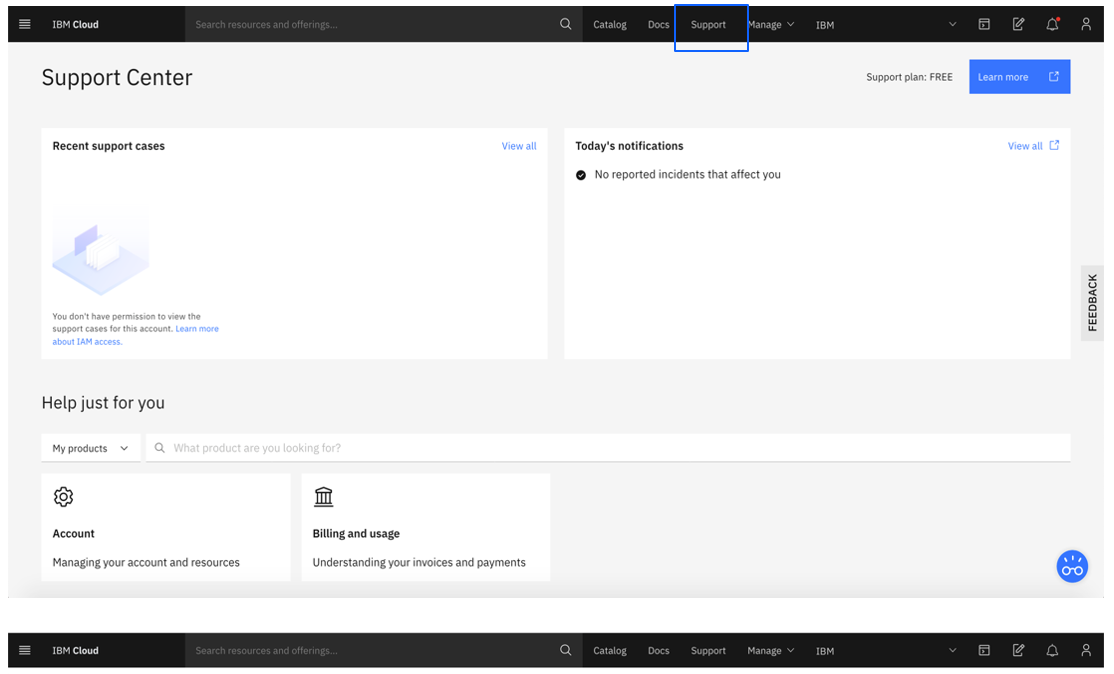 IBM Cloud Search resources and offerings... Catalog Docs Support Manage IBM
Support Center
Support plan: FREE Learn more
Recent support cases View all
Today's notifications View all
No reported incidents that affect you
You don't have permission to view the
support cases for this account. Learn more
about IAM access.
FEEDBACK
Help just for you
My products What product are you looking for?
Account
Managing your account and resources
Billing and usage
Understanding your invoices and payments
IBM Cloud Search resources and offerings... Catalog Docs Support Manage IBM